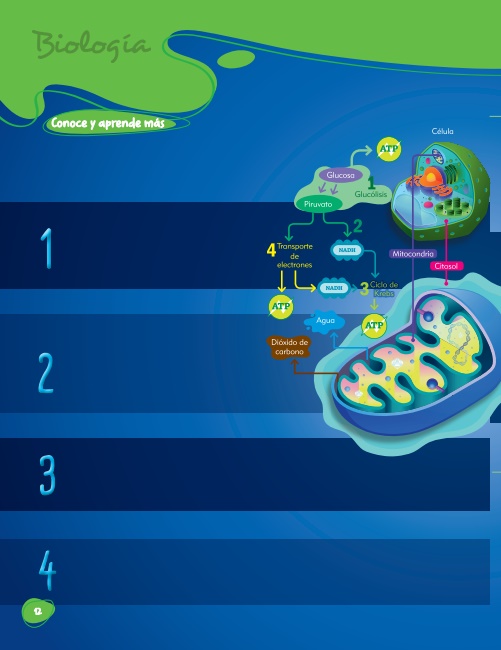 Biología
Conoce y aprende más
Célula
ATP
Glucosa
1
Glucólisis
Piruvato
2
4 Transporte
de
electrones
NADH
Mitocondria
Citosol
NADH
3 Ciclo de
Krebs
ATP
Agua
ATP
Dióxido de
carbono
1
2
3
4
12